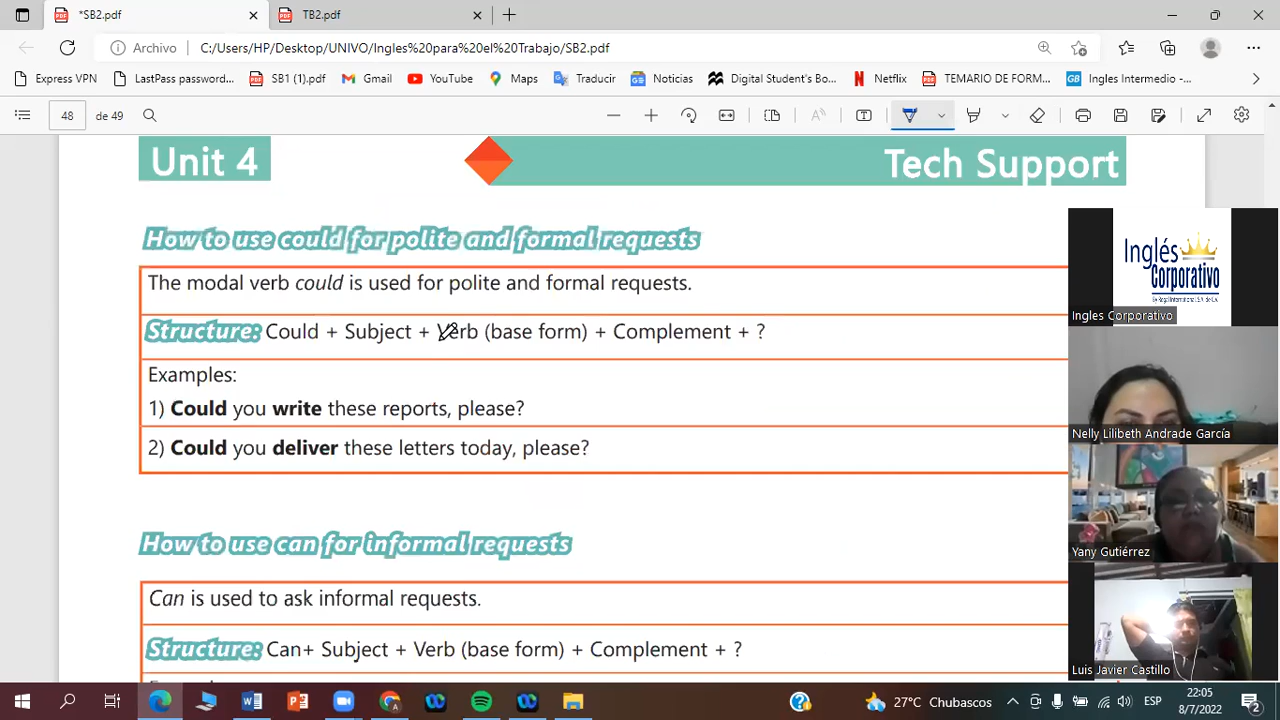 *SB2.pdf
TB2.pdf
Archivo
C:/Users/HP/Desktop/UNIVO/Ingles%20para%20el%20Trabajo/SB2.pdf
Express VPN
LastPass password...
SB1 (1).pdf
Gmail
YouTube
Maps
Traducir
Noticias
Digital Student's Bo...
Netflix
TEMARIO DE FORM...
Ingles Intermedio -...
48 de 49
Unit 4
Tech Support
How to use could for polite and formal requests
The modal verb could is used for polite and formal requests.
Structure: Could + Subject + Verb (base form) + Complement + ?
Examples:
1) Could you write these reports, please?
2) Could you deliver these letters today, please?
How to use can for informal requests
Can is used to ask informal requests.
Structure: Can+ Subject + Verb (base form) + Complement + ?
Inglés
Corporativo
Ingles Corporativo
Nelly Lilibeth Andrade García
Yany Gutiérrez
Luis Javier Castillo
27°C Chubascos
ESP
22:05
8/7/2022
2